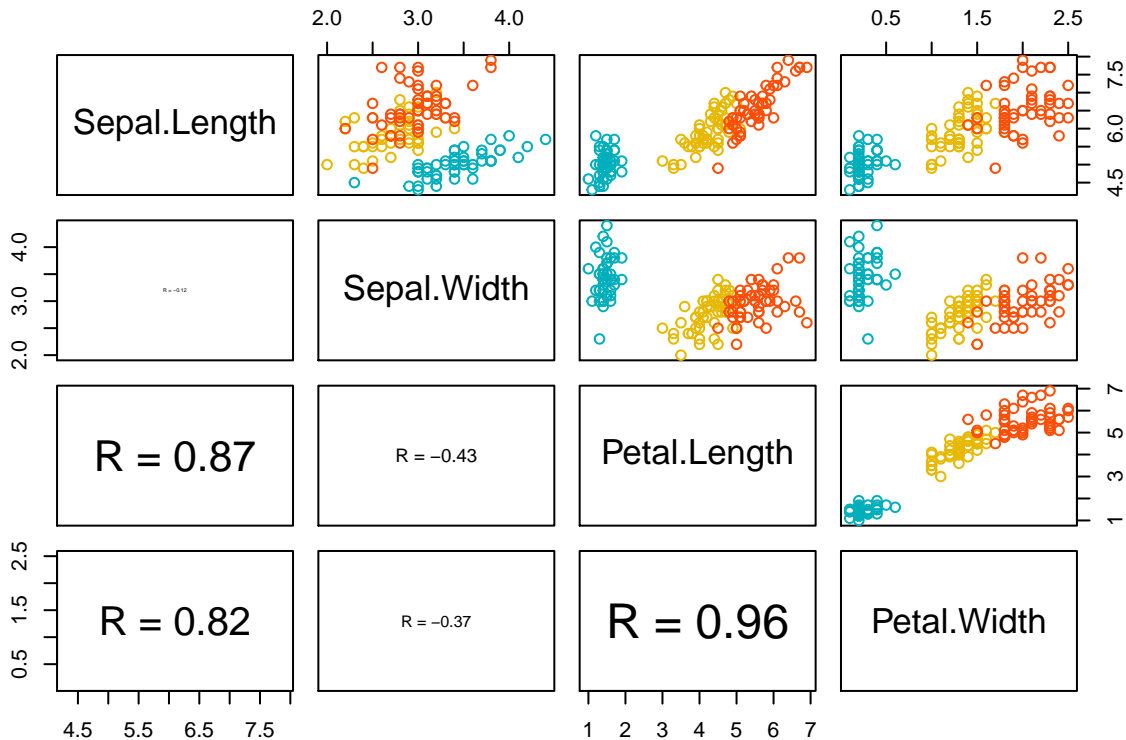 2.0 3.0 4.0 0.5 1.5 2.5
Sepal.Length
4.5 6.0 7.5
2.0 3.0 4.0
R = −0.12
Sepal.Width
R = 0.87
R = −0.43
Petal.Length
1 3 5 7
0.5 1.5 2.5
R = 0.82
R = −0.37
R = 0.96
Petal.Width
4.5 5.5 6.5 7.5 1 2 3 4 5 6 7